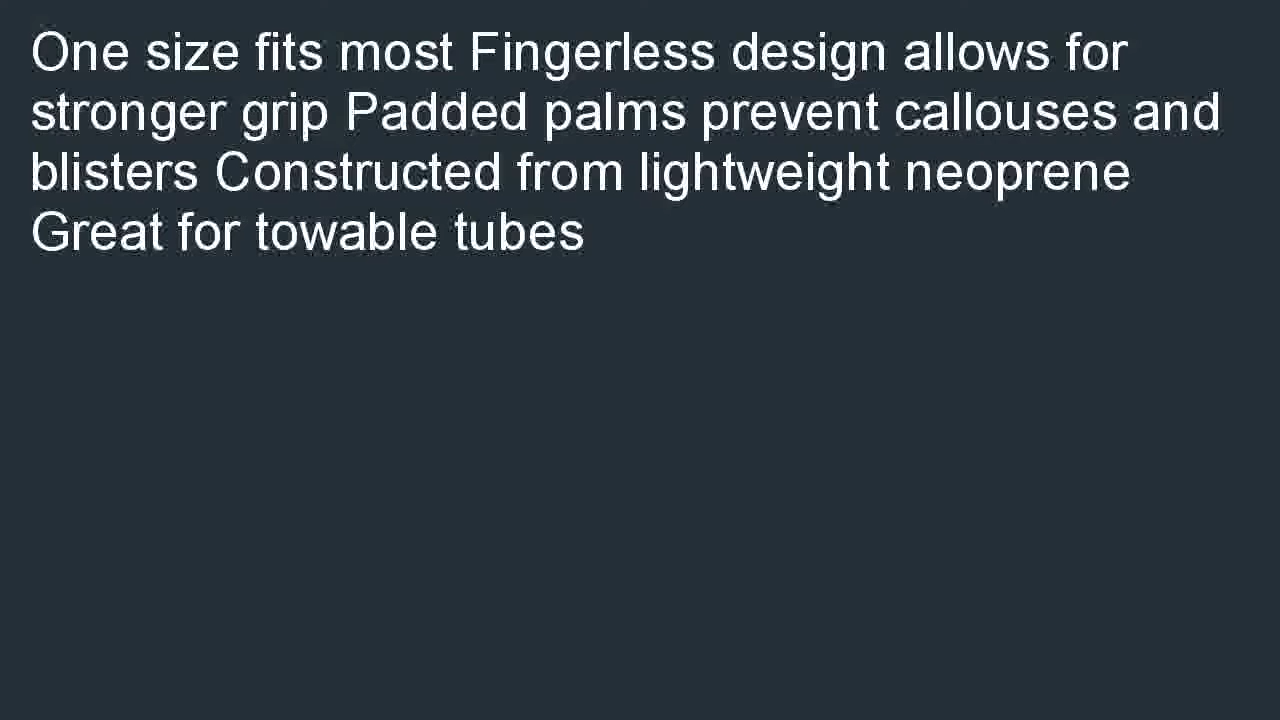 One size fits most Fingerless design allows for
stronger grip Padded palms prevent callouses and
blisters Constructed from lightweight neoprene
Great for towable tubes